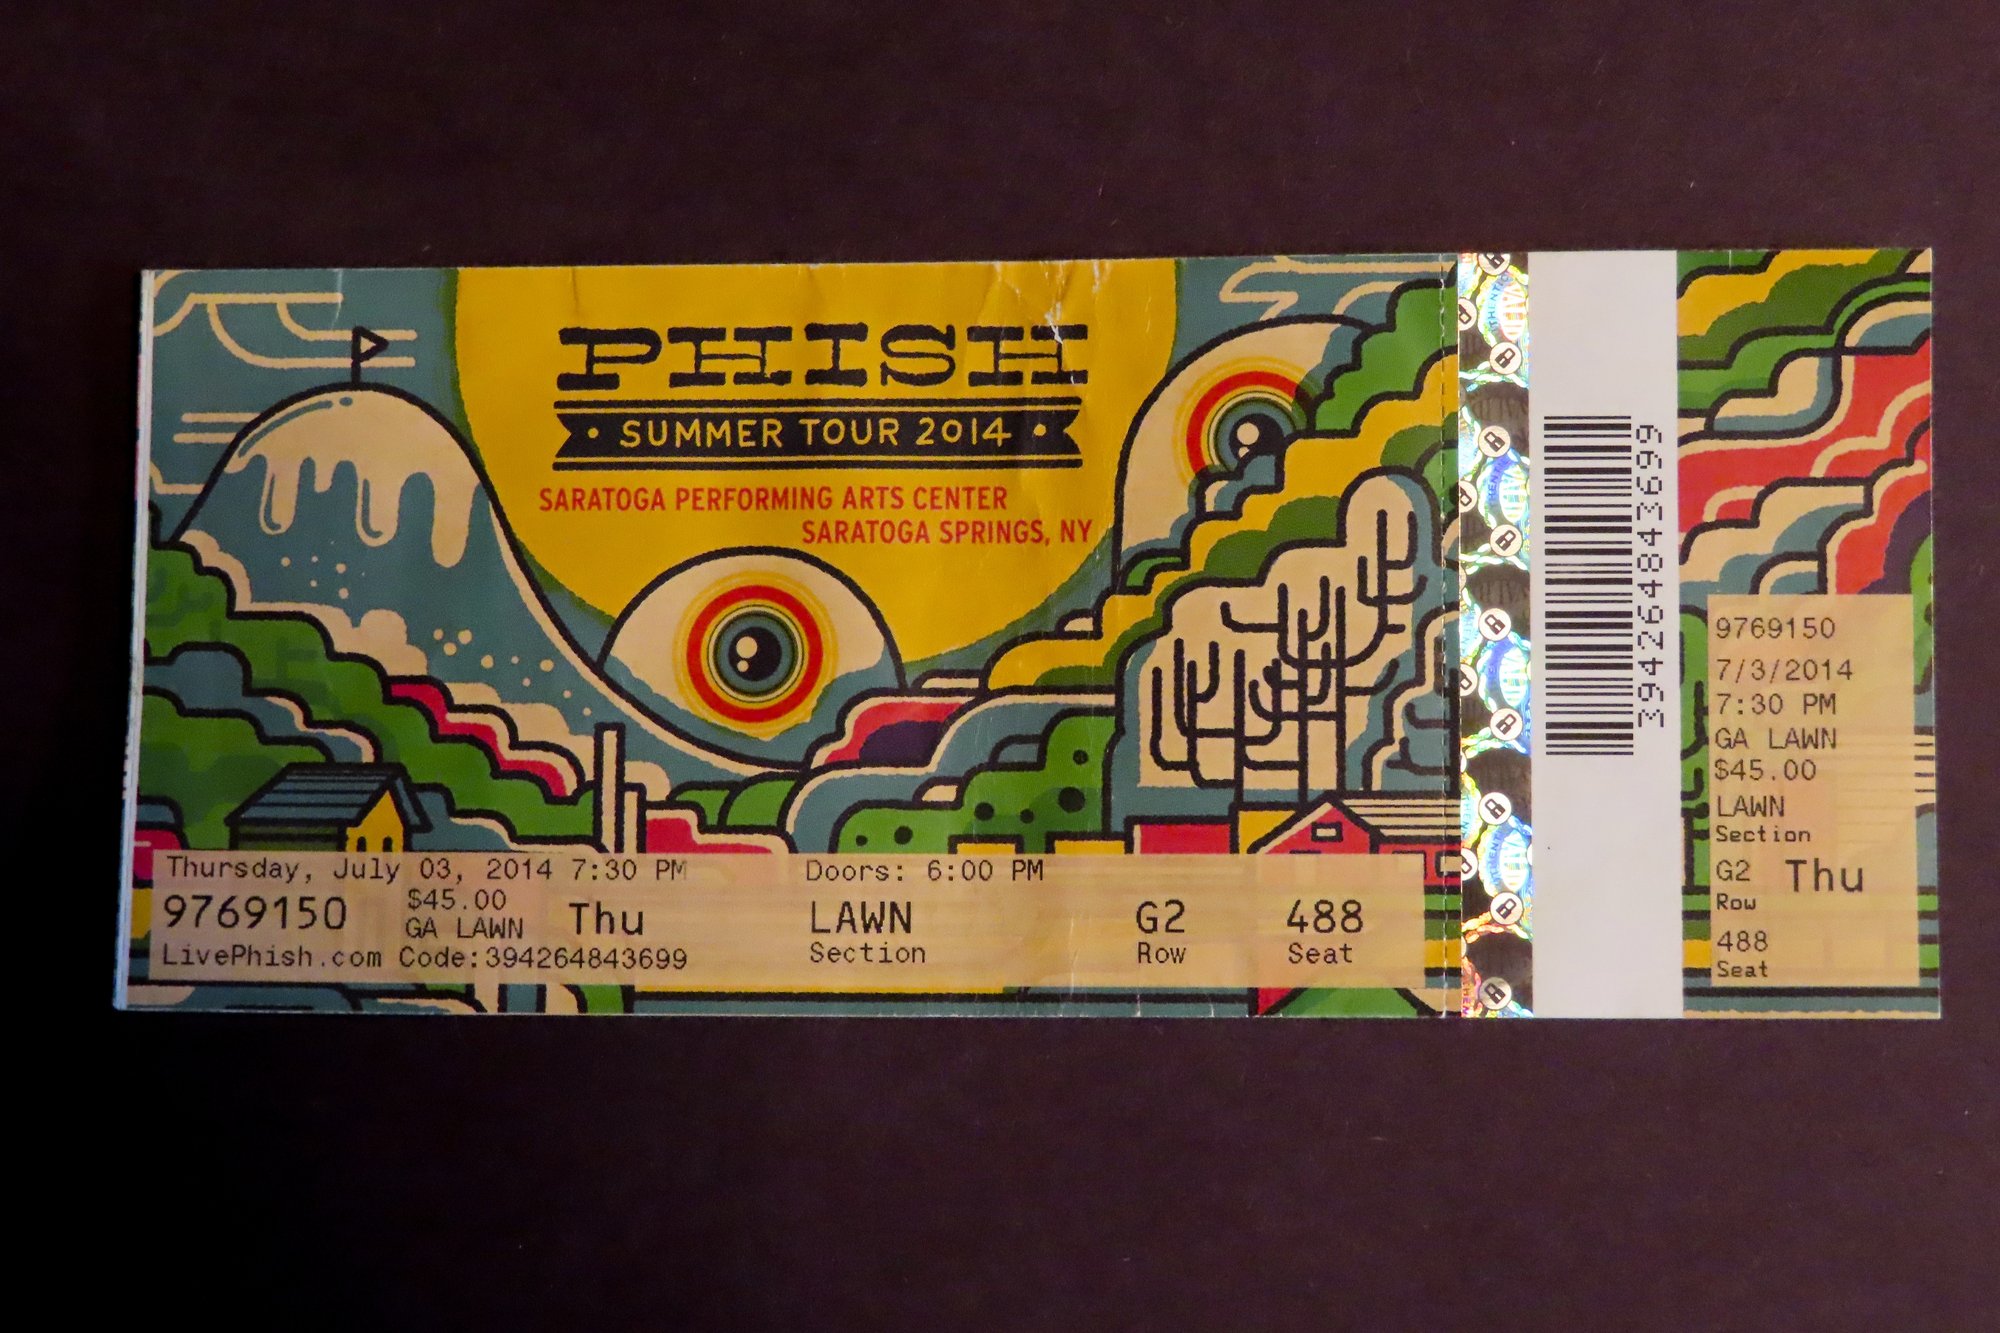 PHISH
• SUMMER TOUR 2014 •
SARATOGA PERFORMING ARTS CENTER
SARATOGA SPRINGS, NY
Thursday, July 03, 2014 7:30 PM Doors: 6:00 PM
9769150 $45.00 GA LAWN Thu LAWN Section G2 Row 488 Seat
LivePhish.com Code:394264843699
394264843699
9769150
7/3/2014
7:30 PM
GA LAWN
$45.00
LAWN
Section
G2 Thu
Row
488
Seat